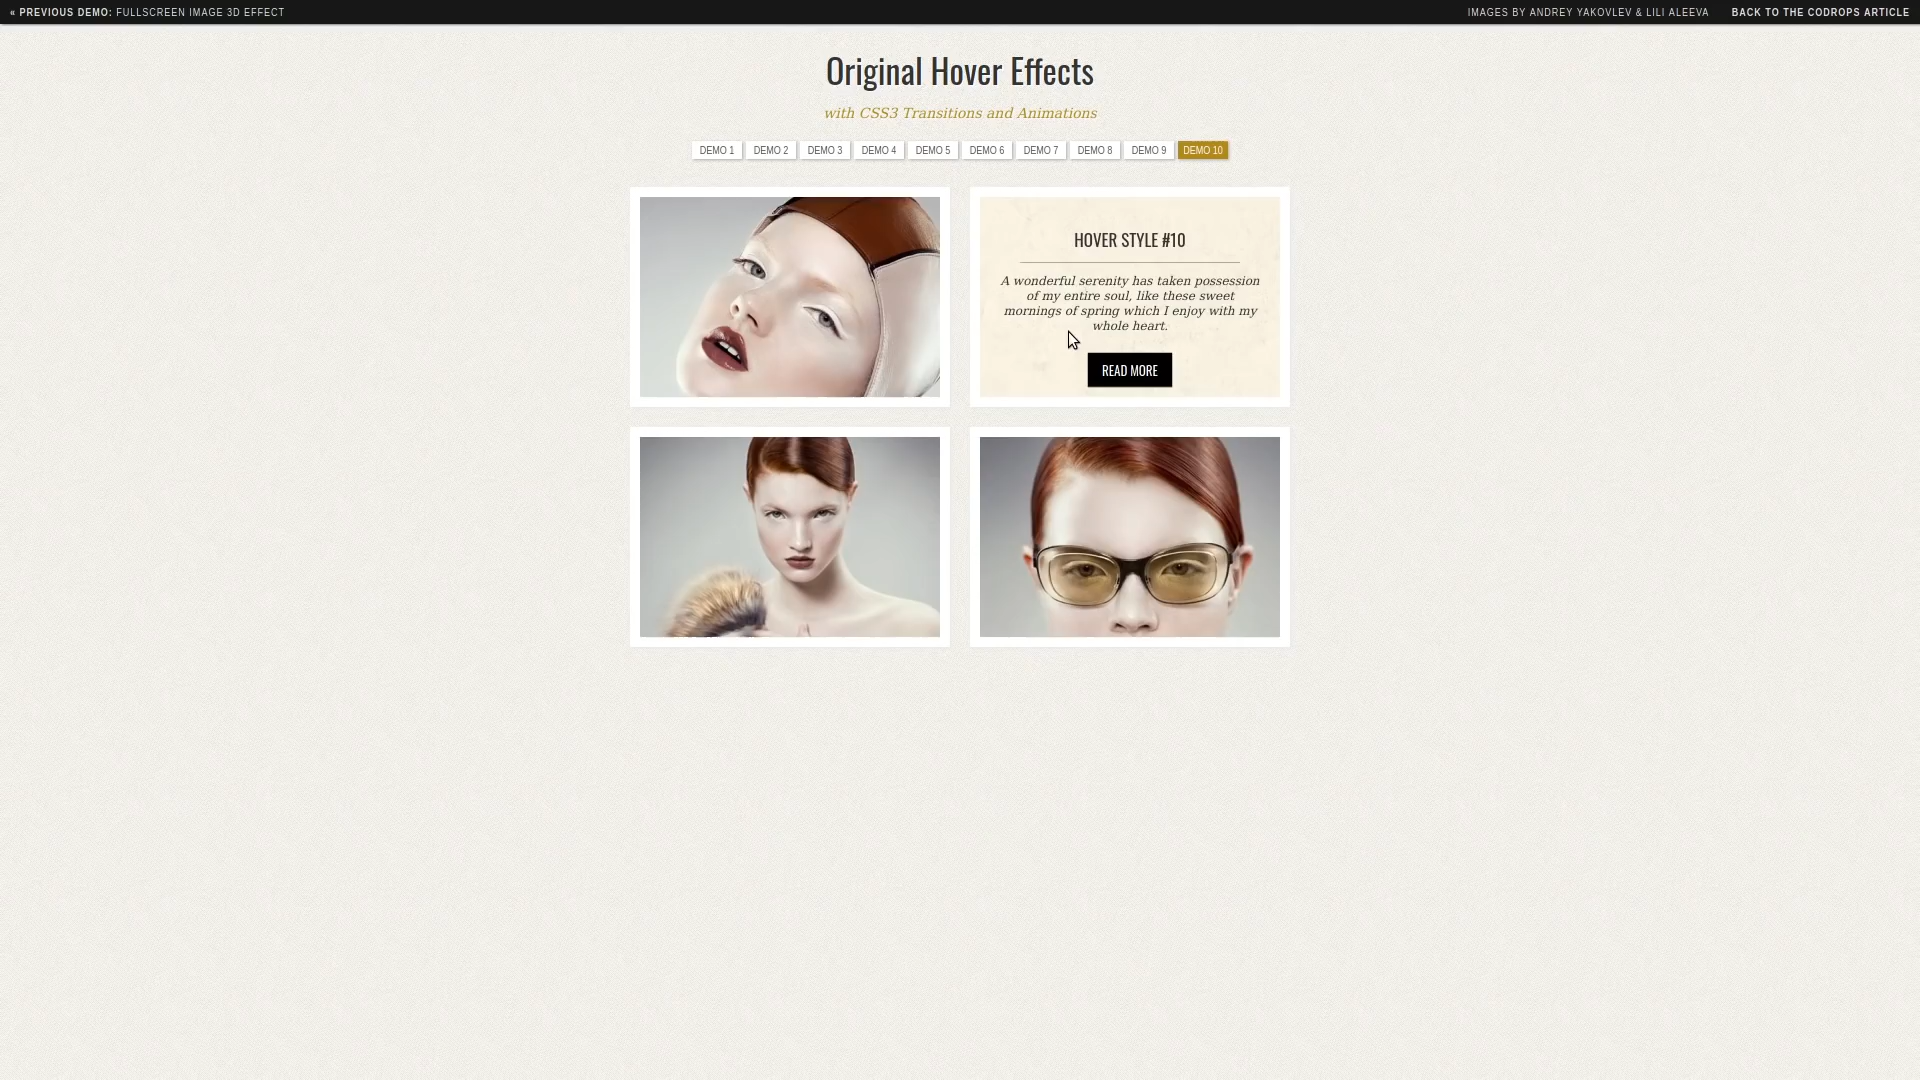 « PREVIOUS DEMO: FULLSCREEN IMAGE 3D EFFECT
IMAGES BY ANDREY YAKOVLEV & LILI ALEEVA
BACK TO THE CODROPS ARTICLE
Original Hover Effects
with CSS3 Transitions and Animations
DEMO 1 DEMO 2 DEMO 3 DEMO 4 DEMO 5 DEMO 6 DEMO 7 DEMO 8 DEMO 9 DEMO 10
HOVER STYLE #10
A wonderful serenity has taken possession
of my entire soul, like these sweet
mornings of spring which I enjoy with my
whole heart.
READ MORE